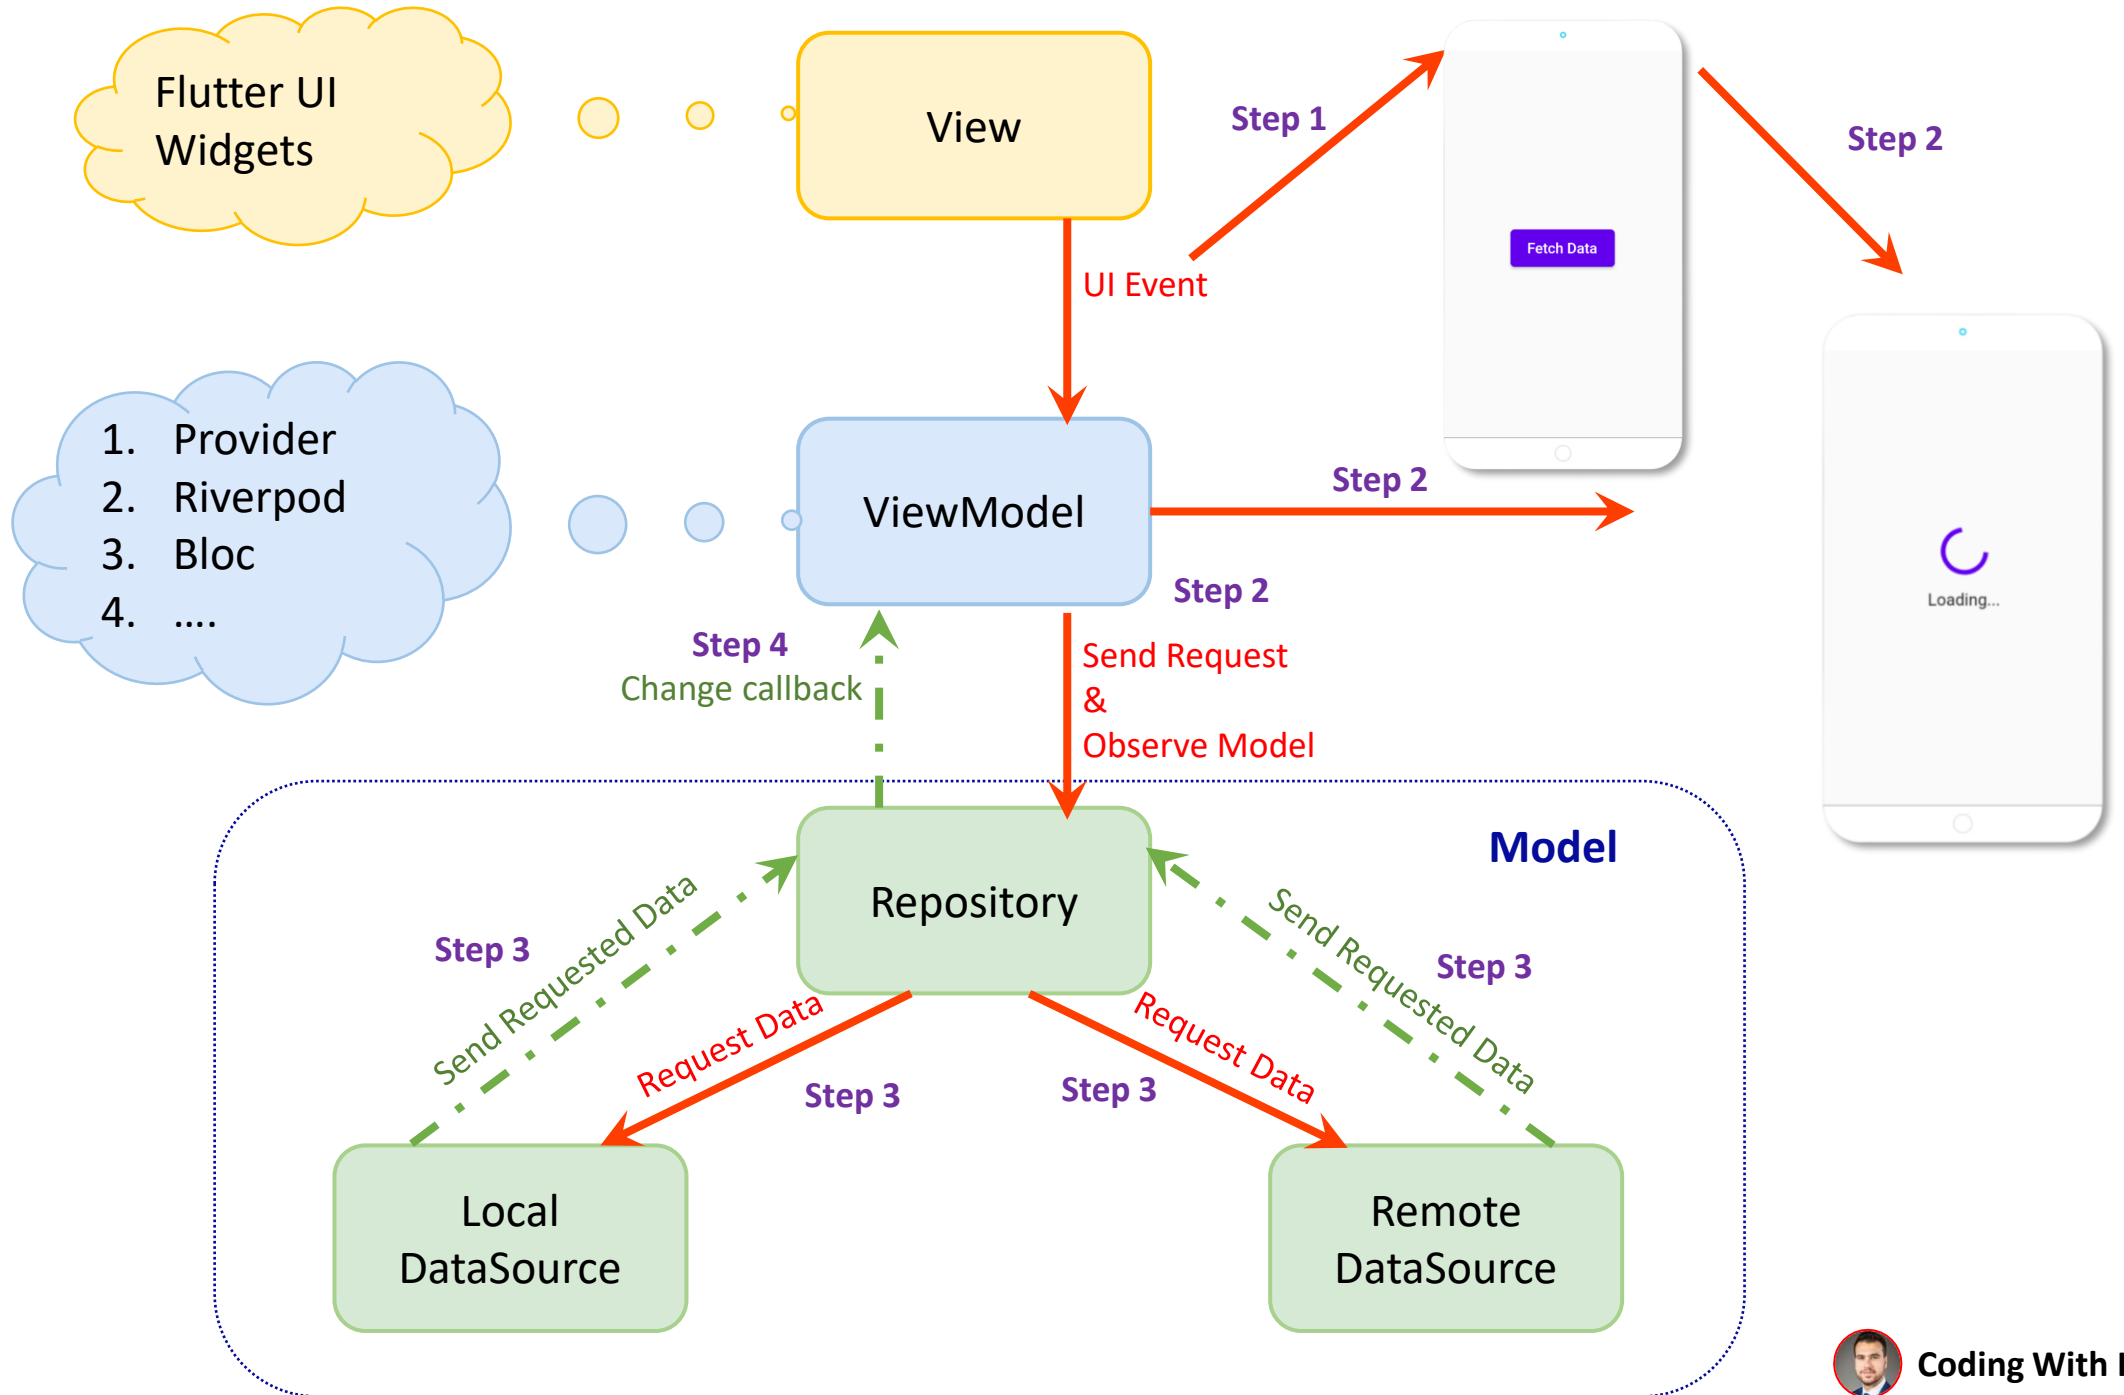 Flutter UI
Widgets
View
Step 1
Step 2
Fetch Data
UI Event
1. Provider
2. Riverpod
3. Bloc
4. ....
ViewModel
Step 2
Step 2
Loading...
Step 4
Change callback
Send Request
&
Observe Model
Model
Repository
Step 3
Send Requested Data
Send Requested Data
Step 3
Request Data
Request Data
Step 3
Step 3
Local
DataSource
Remote
DataSource
Coding With